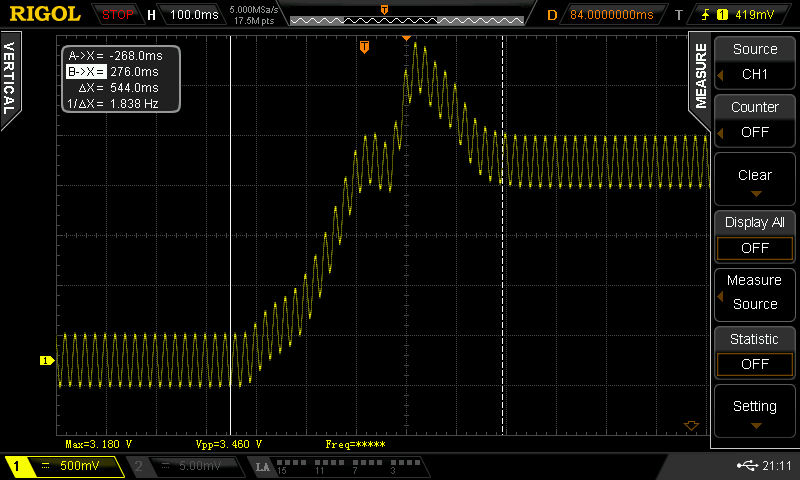 RIGOL STOP H 100.0ms 5.000MSa/s T D 84.0000000ms T 1 419mV
17.5M pts
VERTICAL
A->X= -268.0ms
B->X= 276.0ms
ΔX= 544.0ms
1/ΔX= 1.838 Hz
T
MEASURE
Source
CH1
Counter
OFF
Clear
Display All
OFF
Measure
Source
Statistic
OFF
Setting
1
Max=3.180 V Vpp=3.460 V Freq=*****
1 500mV 2 5.00mV LA 15 11 7 3 21:11